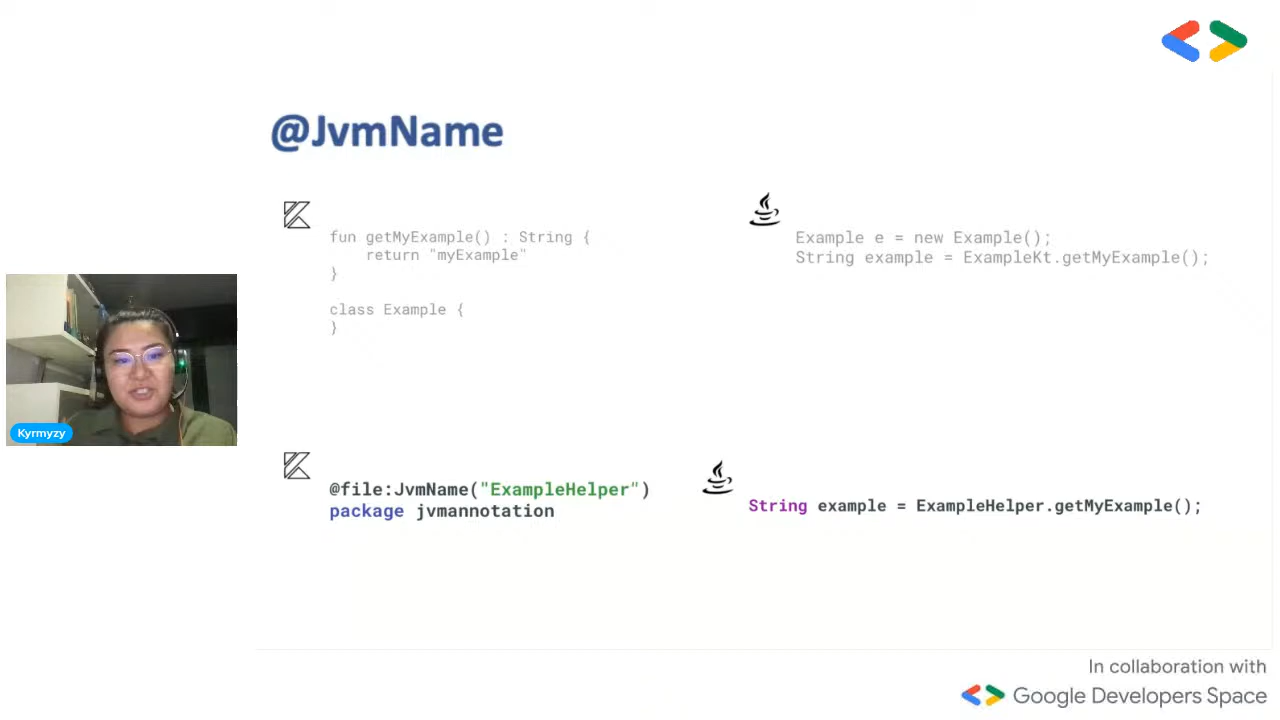 @JvmName
fun getMyExample() : String {
return "myExample"
}
class Example {
}
Example e = new Example();
String example = ExampleKt.getMyExample();
Kyrmyzy
@file:JvmName("ExampleHelper")
package jvmannotation
String example = ExampleHelper.getMyExample();
In collaboration with
Google Developers Space